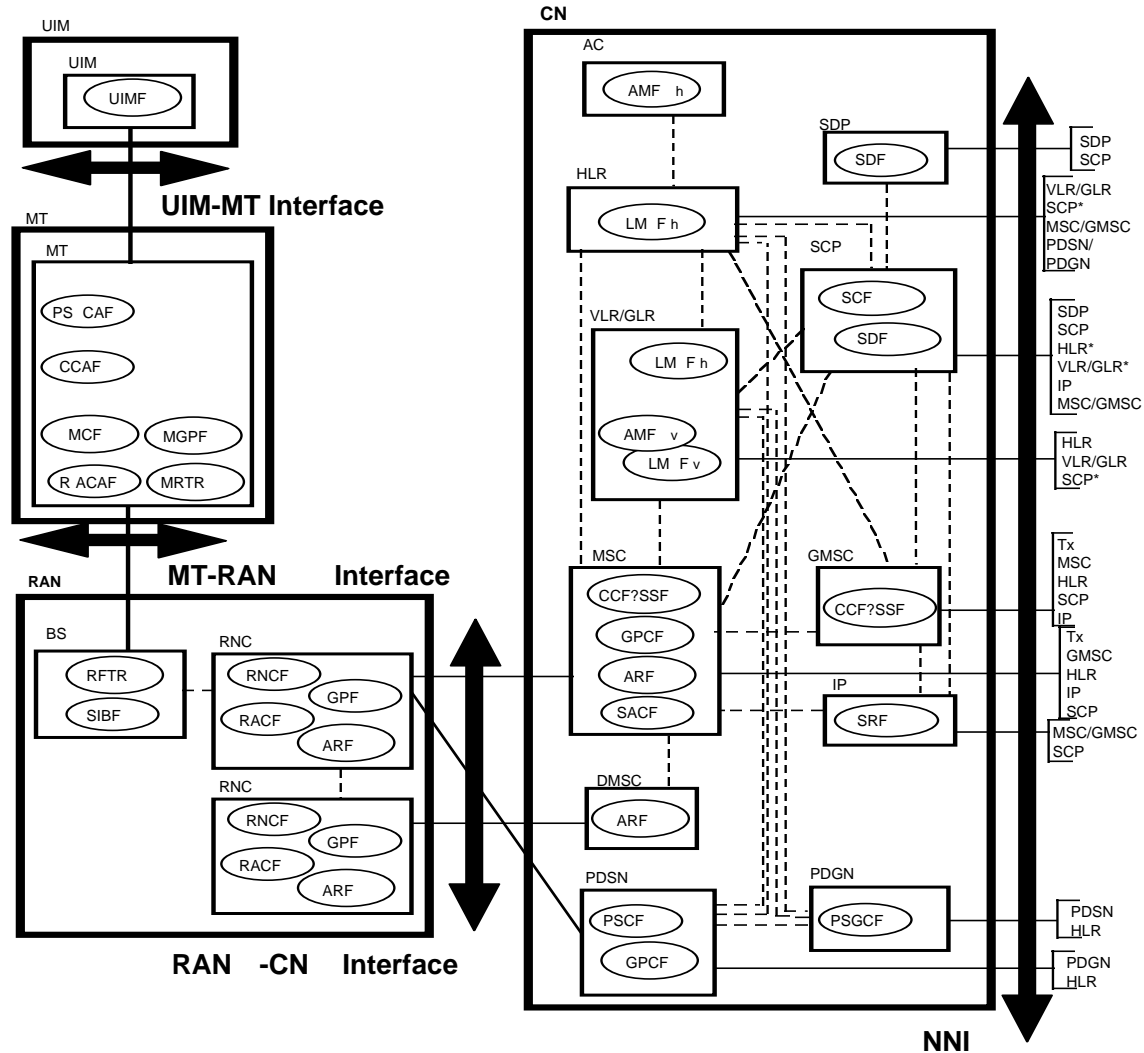 UIM
UIM
UIMF
UIM-MT Interface
MT
MT
PS CAF
CCAF
MCF
MGPF
R ACAF
MRTR
MT-RAN Interface
RAN
BS
RFTR
SIBF
RNC
RNCF
GPF
RACF
ARF
RNC
RNCF
GPF
RACF
ARF
RAN -CN Interface
CN
AC
AMF h
SDP
SDF
HLR
LM F h
SCP
SCF
SDF
VLR/GLR
LM F h
AMF v
LM F v
MSC
CCF?SSF
GPCF
ARF
SACF
GMSC
CCF?SSF
IP
SRF
DMSC
ARF
PDSN
PSCF
GPCF
PDGN
PSGCF
SDP
SCP
VLR/GLR
SCP*
MSC/GMSC
PDSN/
PDGN
SDP
SCP
HLR*
VLR/GLR*
IP
MSC/GMSC
HLR
VLR/GLR
SCP*
Tx
MSC
HLR
SCP
IP
Tx
GMSC
HLR
IP
SCP
MSC/GMSC
SCP
PDSN
HLR
PDGN
HLR
NNI